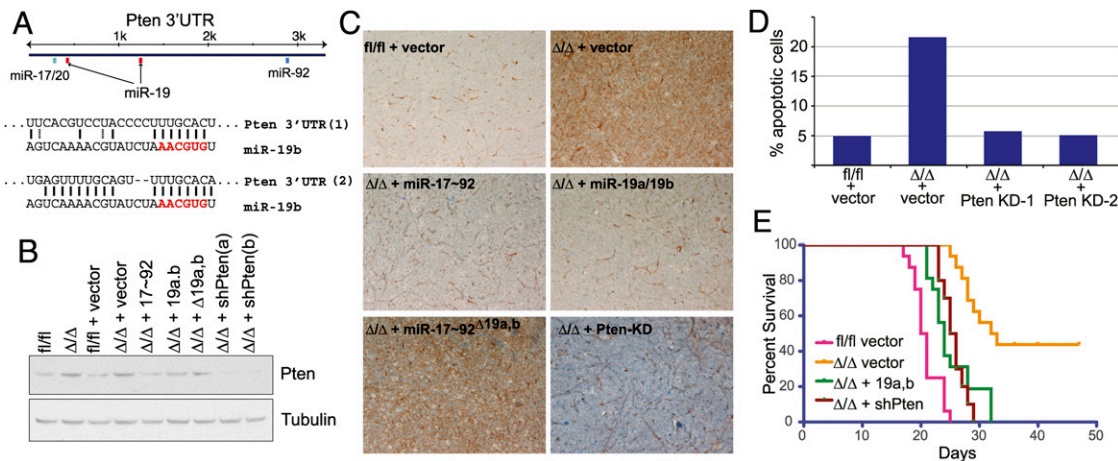 A
Pten 3'UTR
1k 2k 3k
miR-17/20
miR-19
miR-92
...UUCACGUCCUACCCCUUUGCACU... Pten 3'UTR(1)
AGUCAAAACGUAUCUAAACGUGU miR-19b
...UGAGUUUUGCAGU--UUUGCACA... Pten 3'UTR (2)
AGUCAAAACGUAUCUAAACGUGU miR-19b
B
fl/fl
Δ/Δ
fl/fl + vector
Δ/Δ + vector
Δ/Δ + 17~92
Δ/Δ + 19a.b
Δ/Δ + Δ19a,b
Δ/Δ + shPten(a)
Δ/Δ + shPten(b)
Pten
Tubulin
C
fl/fl + vector
Δ/Δ + vector
Δ/Δ + miR-17~92
Δ/Δ + miR-19a/19b
Δ/Δ + miR-17~92Δ19a,b
Δ/Δ + Pten-KD
D
% apoptotic cells
20
15
10
5
fl/fl + vector
Δ/Δ + vector
Δ/Δ + Pten KD-1
Δ/Δ + Pten KD-2
E
Percent Survival
100
80
60
40
20
0
fl/fl vector
Δ/Δ vector
Δ/Δ + 19a,b
Δ/Δ + shPten
0 10 20 30 40 50
Days